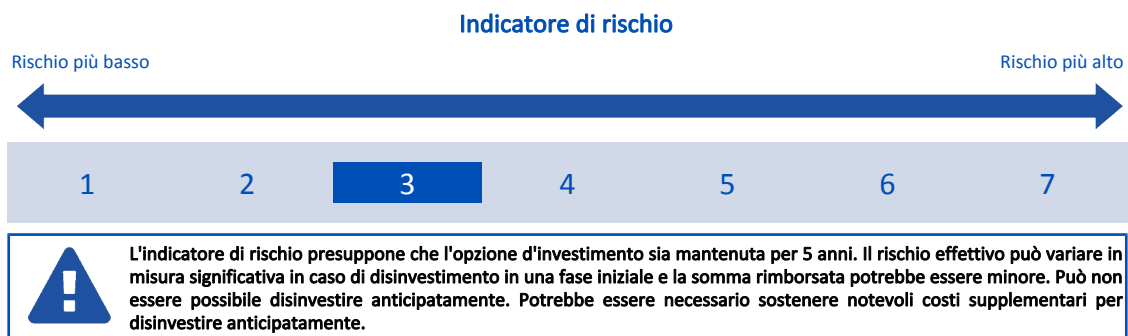 Indicatore di rischio
Rischio più basso
Rischio più alto
1 2 3 4 5 6 7
L'indicatore di rischio presuppone che l'opzione d'investimento sia mantenuta per 5 anni. Il rischio effettivo può variare in
misura significativa in caso di disinvestimento in una fase iniziale e la somma rimborsata potrebbe essere minore. Può non
essere possibile disinvestire anticipatamente. Potrebbe essere necessario sostenere notevoli costi supplementari per
disinvestire anticipatamente.